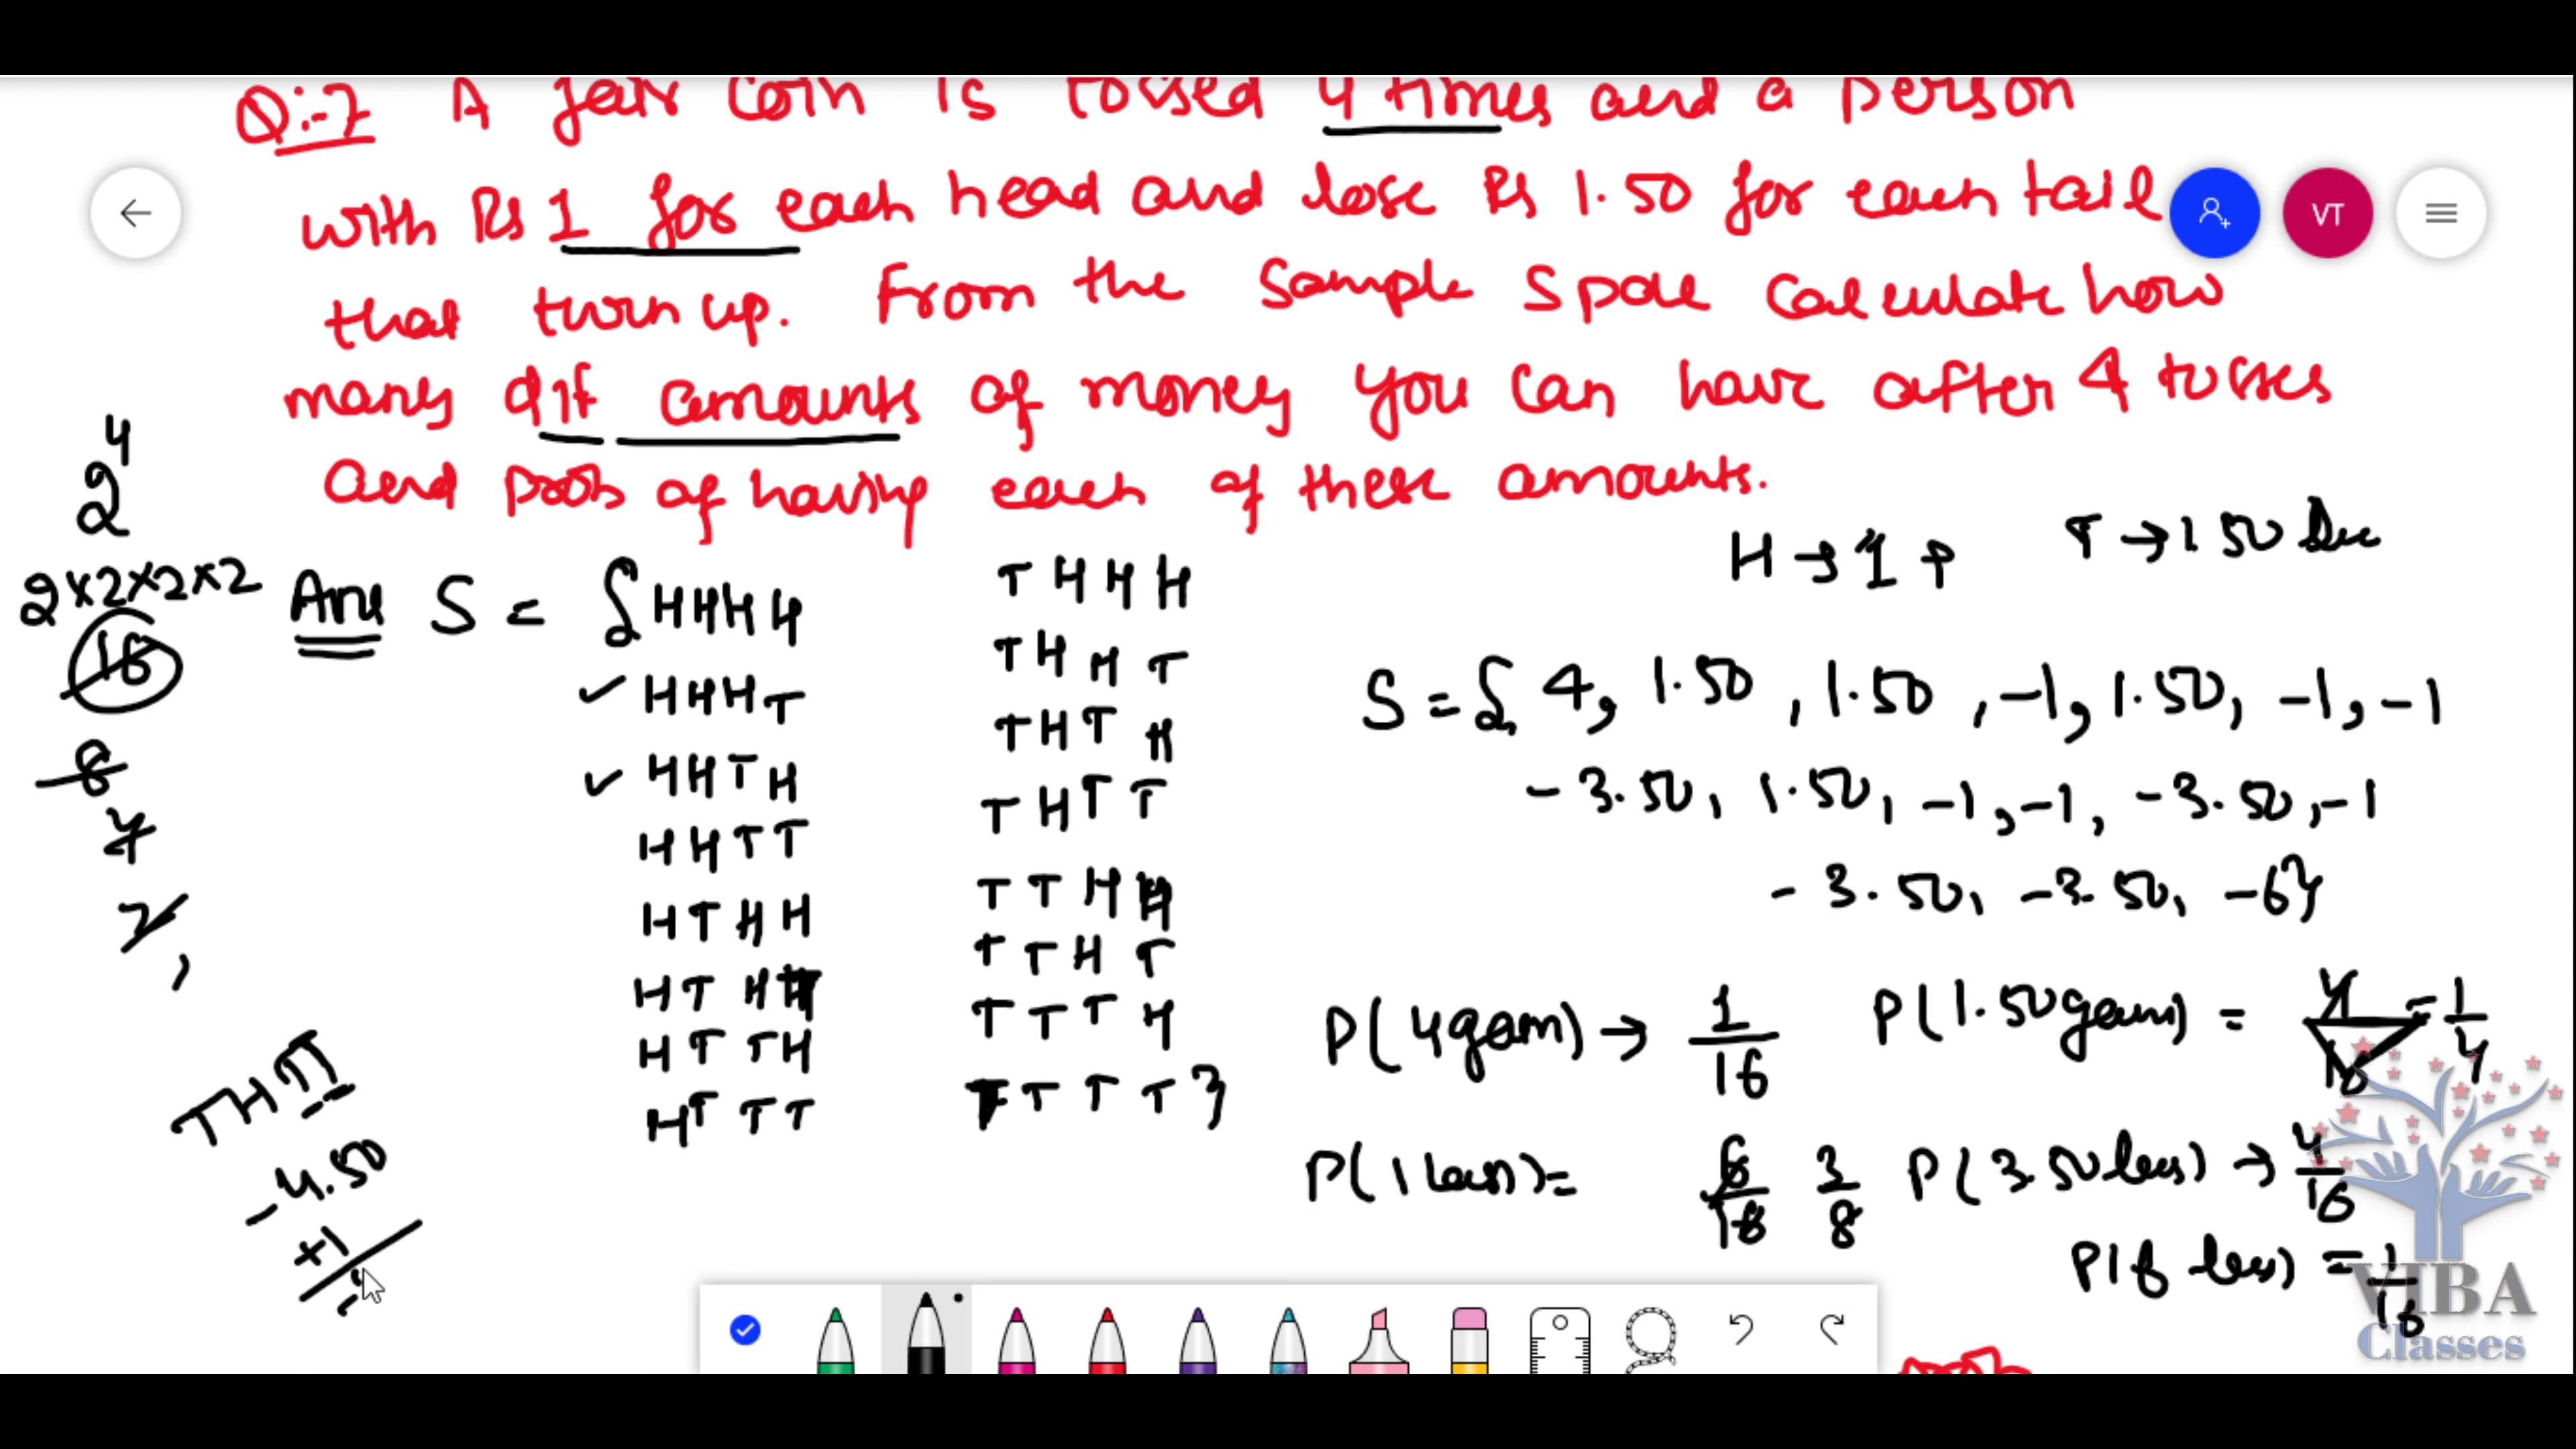 Q:-7 A fair coin is tossed 4 times and a person
with Rs 1 for each head and lose Rs 1.50 for each tail
VT
that turn up. From the sample space calculate how
many dif amounts of money you can have after 4 tosses
and prob of having each of these amounts.
2^4
2×2×2×2
16
8
4
2,
Ans S = { HHHH
✓ HHHT
✓ HHTH
HHTT
HTHH
HTHT
HTTH
HTTT
THHH
THHT
THTH
THTT
TTHH
TTHT
TTTH
TTTT }
H → 1 P T → 1.50
S = { 4, 1.50, 1.50, -1, 1.50, -1, -1
-3.50, 1.50, -1, -1, -3.50, -1
-3.50, -3.50, -6}
P(4 gain) → 1/16 P(1.50 gain) = 4/16 = 1/4
P(1 loss) = 6/16 3/8 P(3.50 loss) → 4/16
P(6 loss) = 1/16
THTT
-4.50
+1
VIBA
Classes